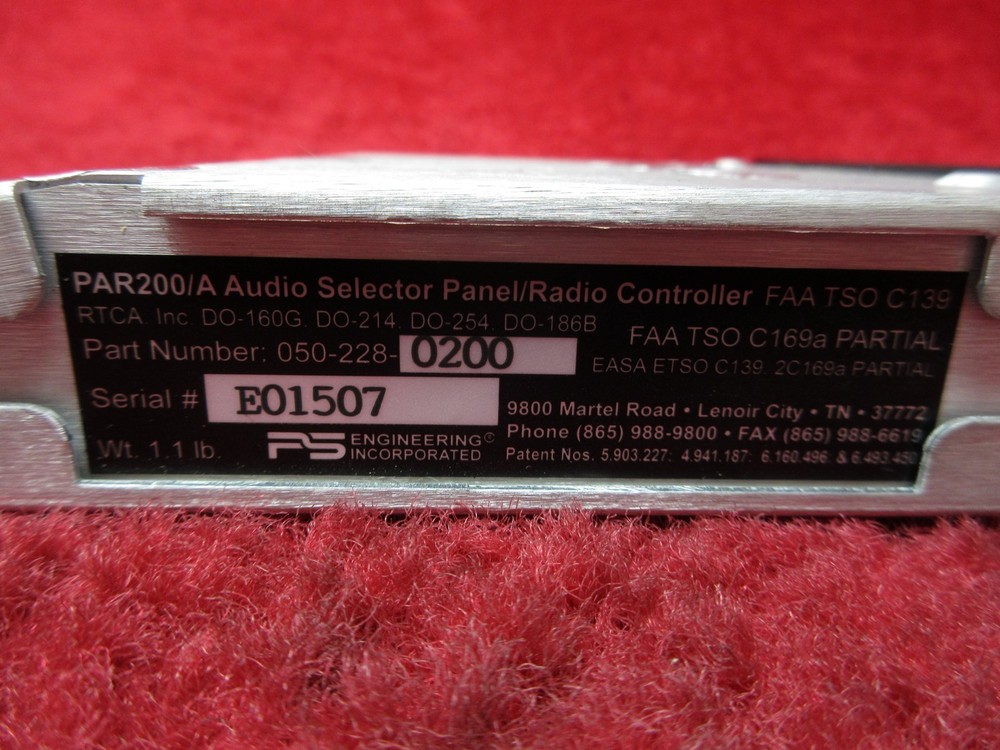 PAR200/A Audio Selector Panel/Radio Controller FAA TSO C139
RTCA. Inc. DO-160G. DO-214. DO-254. DO-186B
FAA TSO C169a PARTIAL
Part Number: 050-228-0200
EASA ETSO C139. 2C169a PARTIAL
Serial # E01507
9800 Martel Road • Lenoir City • TN • 37772
Phone (865) 988-9800 • FAX (865) 988-6619
Wt. 1.1 lb.
PS ENGINEERING®
INCORPORATED
Patent Nos. 5.903.227: 4.941.187: 6.160.496 & 6.493.450